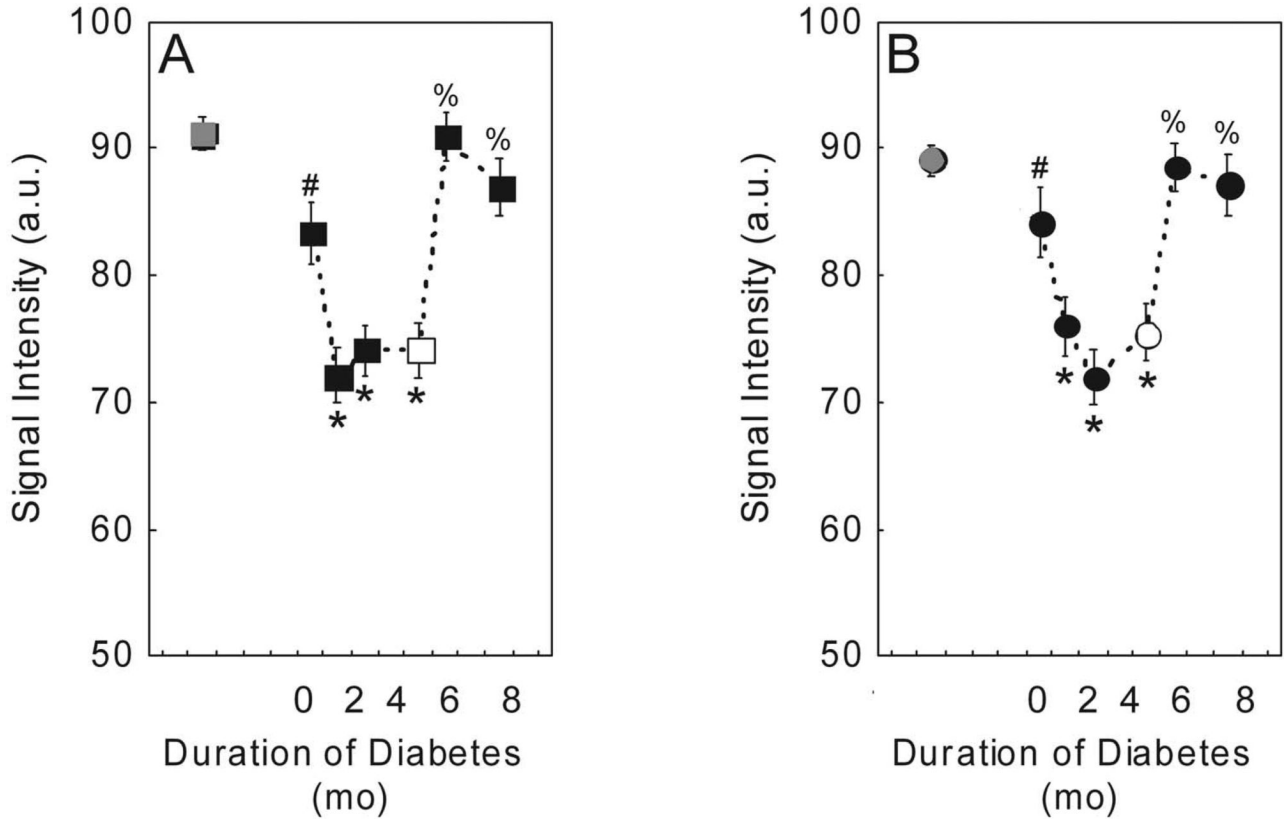 A
Signal Intensity (a.u.)
100
90
80
70
60
50
#
*
*
*
%
%
0 2 4 6 8
Duration of Diabetes
(mo)
B
Signal Intensity (a.u.)
100
90
80
70
60
50
#
*
*
*
%
%
0 2 4 6 8
Duration of Diabetes
(mo)